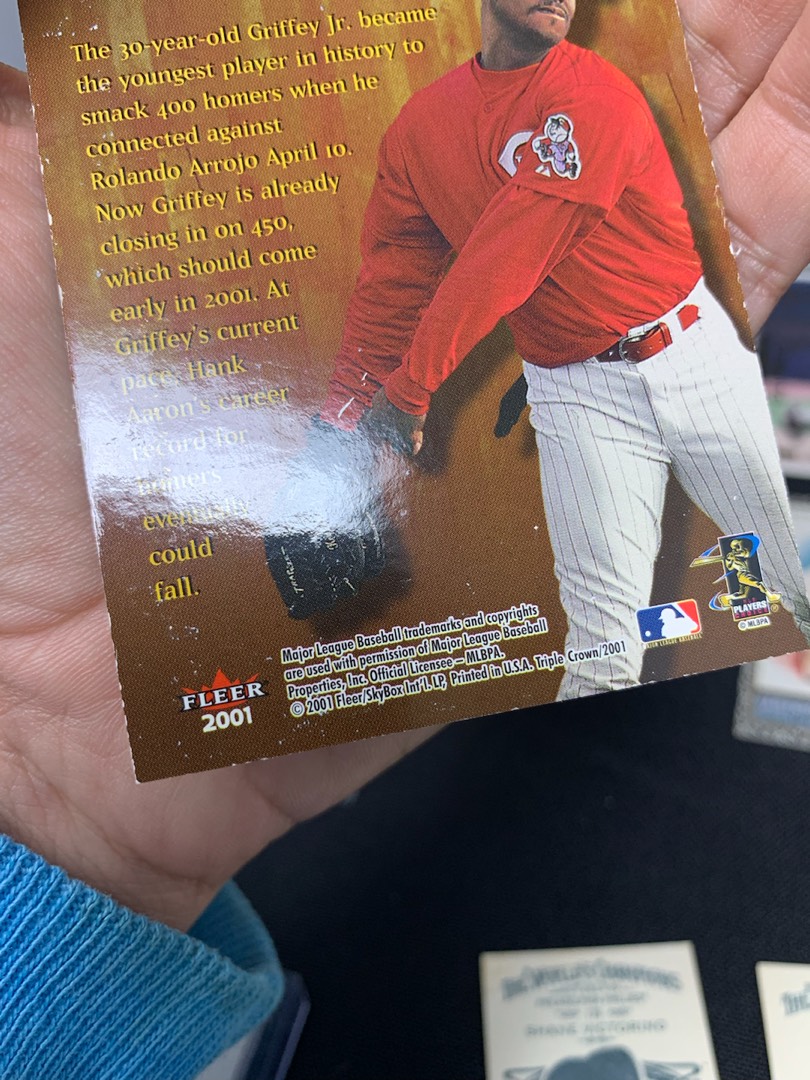 The 30-year-old Griffey Jr. became
the youngest player in history to
smack 400 homers when he
connected against
Rolando Arrojo April 10.
Now Griffey is already
closing in on 450,
which should come
early in 2001. At
Griffey's current
pace, Hank
Aaron's career
record for
homers
eventually
could
fall.
Major League Baseball trademarks and copyrights
are used with permission of Major League Baseball
Properties, Inc. Official Licensee – MLBPA.
© 2001 Fleer/SkyBox Int'l. LP, Printed in U.S.A. Triple Crown/2001
FLEER
2001
PLAYERS
© MLBPA
SHANE VICTORINO